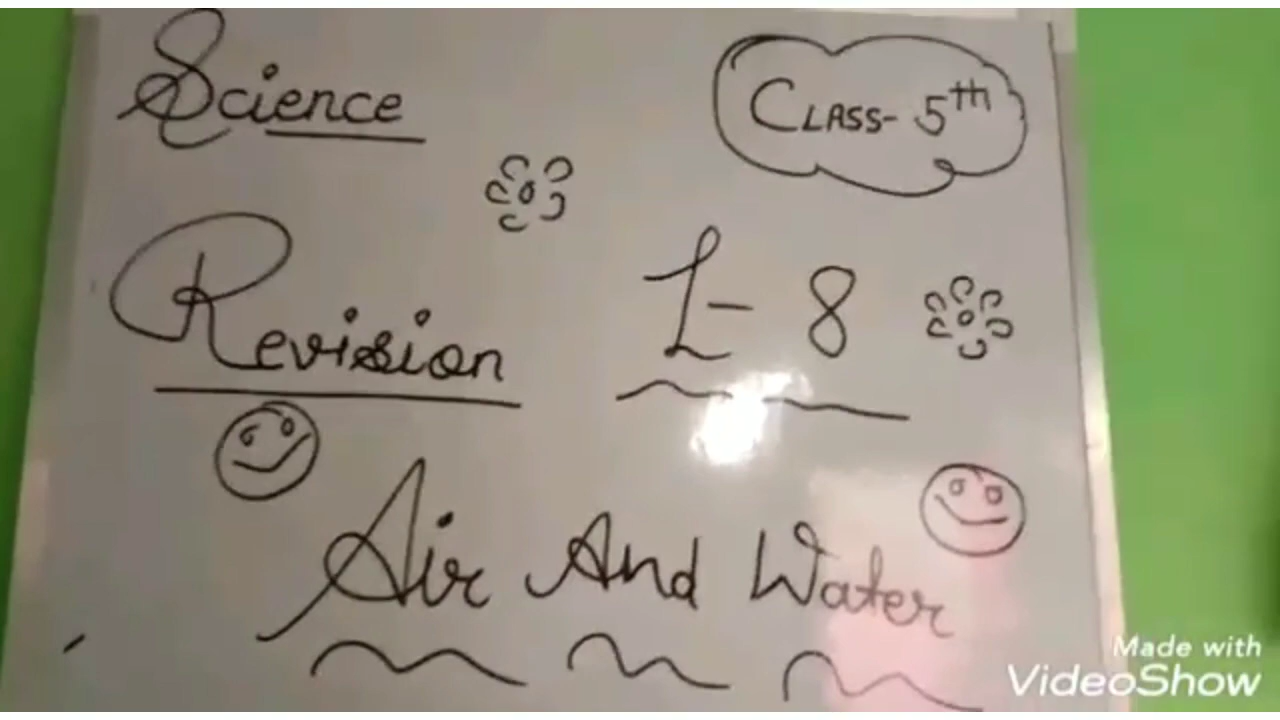 Science
CLASS- 5th
Revision
L- 8
Air And Water
Made with
VideoShow